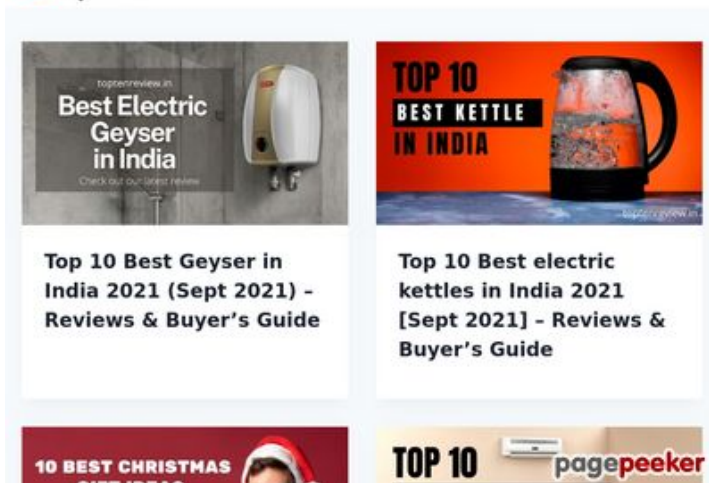 toptenreview.in
Best Electric
Geyser
in India
Check out our latest review
Top 10 Best Geyser in
India 2021 (Sept 2021) –
Reviews & Buyer’s Guide
TOP 10
BEST KETTLE
IN INDIA
toptenreview.in
Top 10 Best electric
kettles in India 2021
[Sept 2021] – Reviews &
Buyer’s Guide
10 BEST CHRISTMAS
GIFT IDEAS
TOP 10
pagepeeker